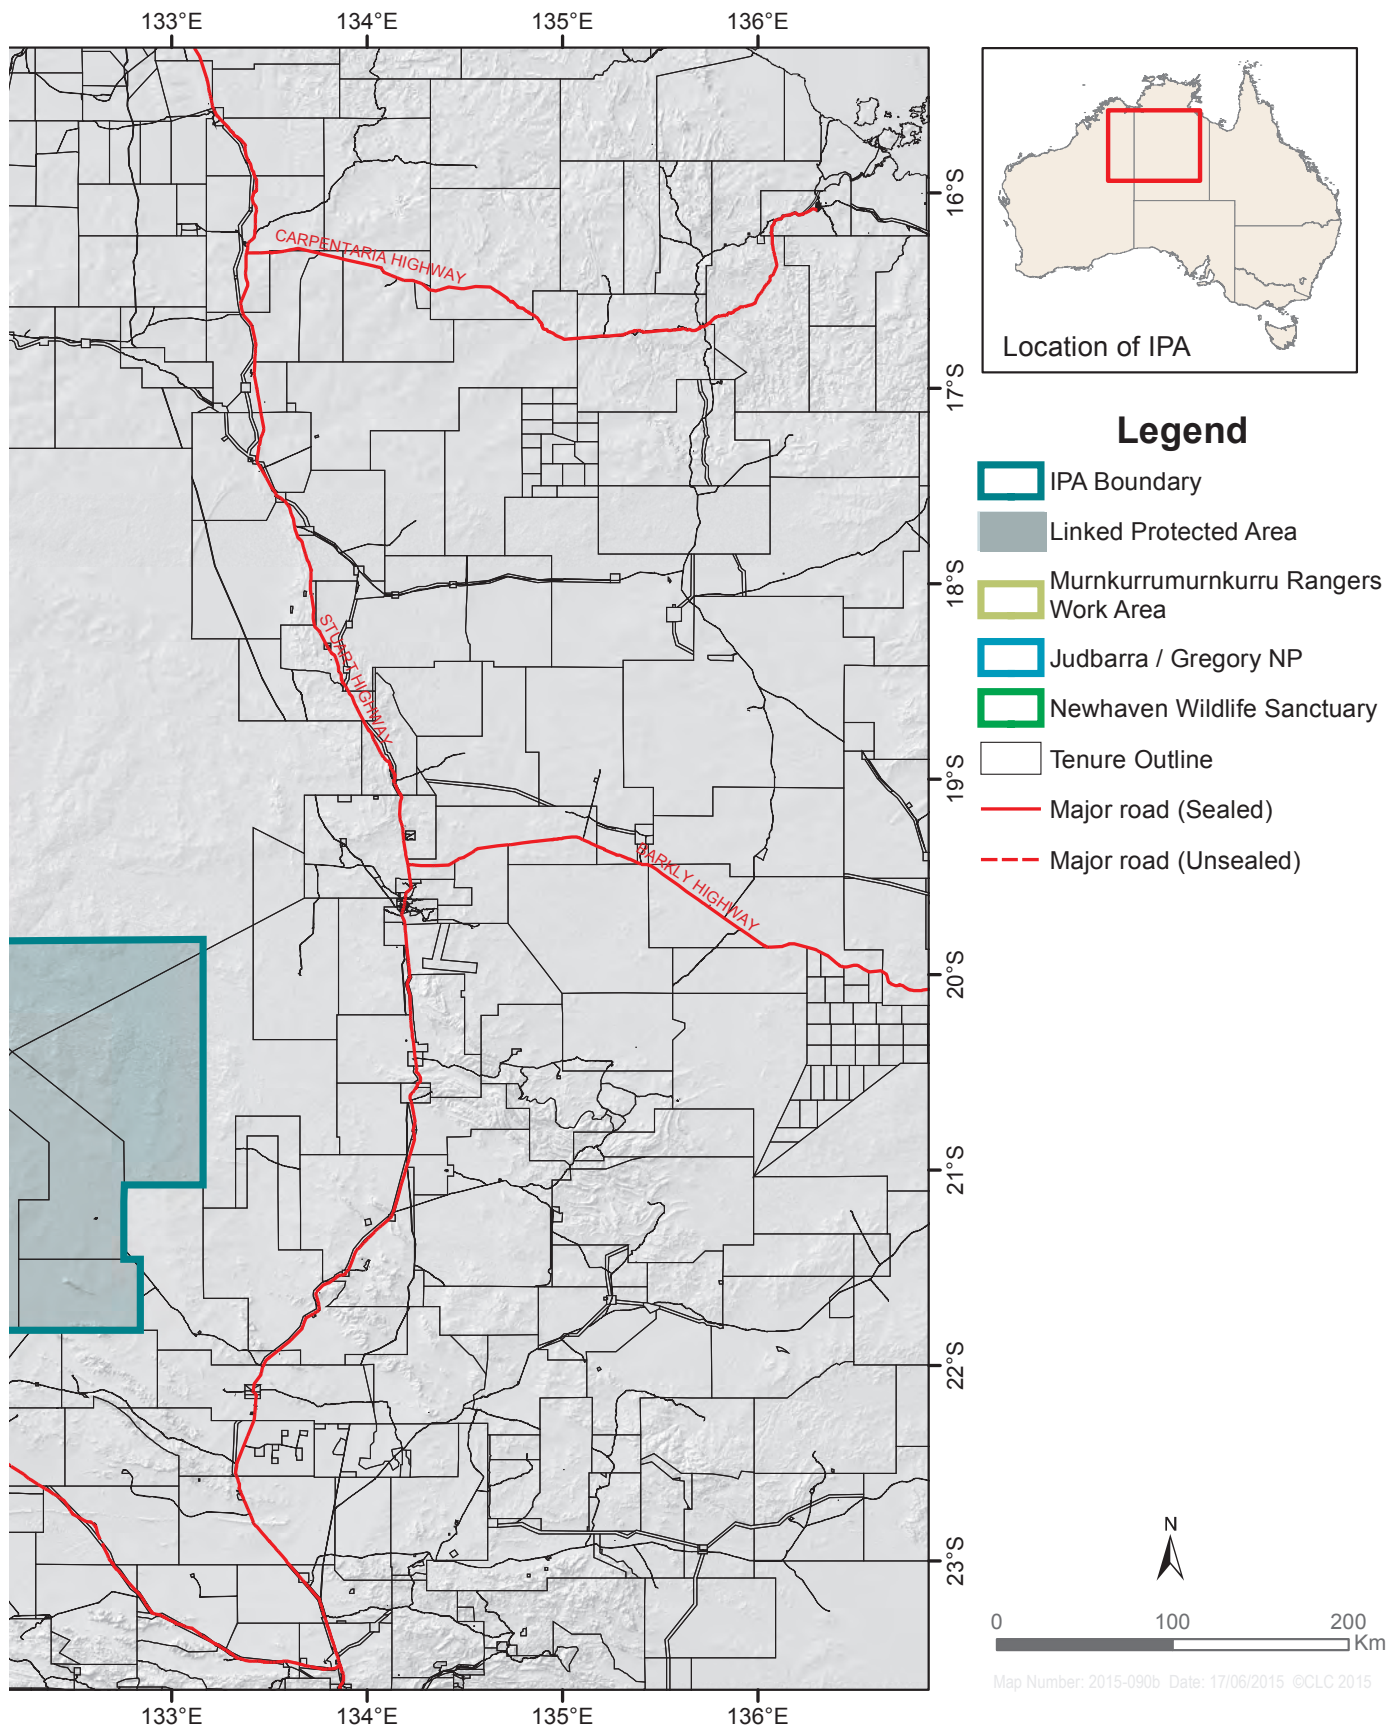 133°E 134°E 135°E 136°E
16°S
17°S
18°S
19°S
20°S
21°S
22°S
23°S
CARPENTARIA HIGHWAY
STUART HIGHWAY
BARKLY HIGHWAY
133°E 134°E 135°E 136°E
Location of IPA
Legend
IPA Boundary
Linked Protected Area
Murnkurrumurnkurru Rangers
Work Area
Judbarra / Gregory NP
Newhaven Wildlife Sanctuary
Tenure Outline
Major road (Sealed)
Major road (Unsealed)
N
0 100 200
Km
Map Number: 2015-090b Date: 17/06/2015 ©CLC 2015